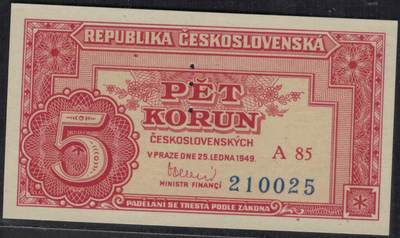 REPUBLIKA ČESKOSLOVENSKÁ
PĚT
KORUN
ČESKOSLOVENSKÝCH
V PRAZE DNE 25. LEDNA 1949.
A 85
5
MINISTR FINANCÍ
210025
PADĚLÁNÍ SE TRESTÁ PODLE ZÁKONA